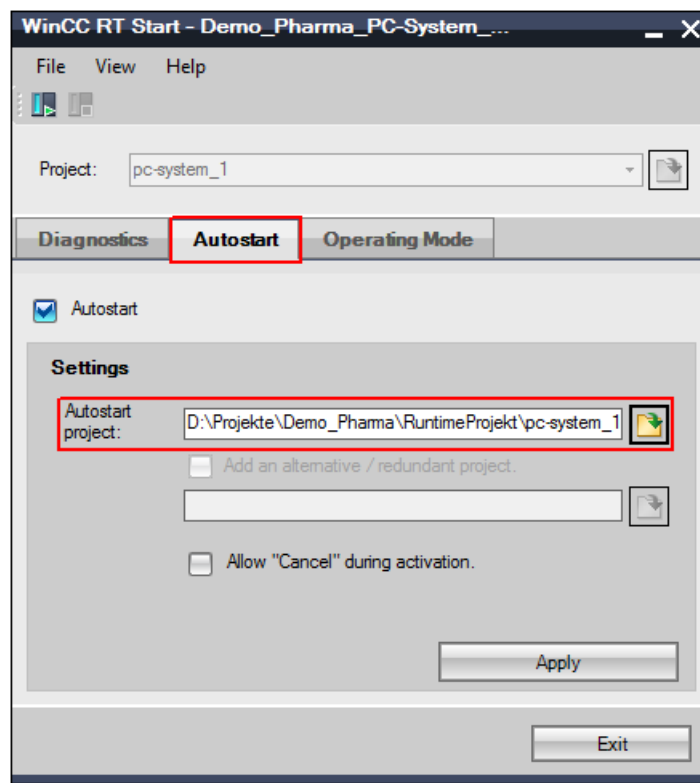 WinCC RT Start - Demo_Pharma_PC-System_...
File View Help
Project: pc-system_1
Diagnostics Autostart Operating Mode
Autostart
Settings
Autostart
project: D:\Projekte\Demo_Pharma\RuntimeProjekt\pc-system_1
Add an alternative / redundant project.
Allow "Cancel" during activation.
Apply
Exit